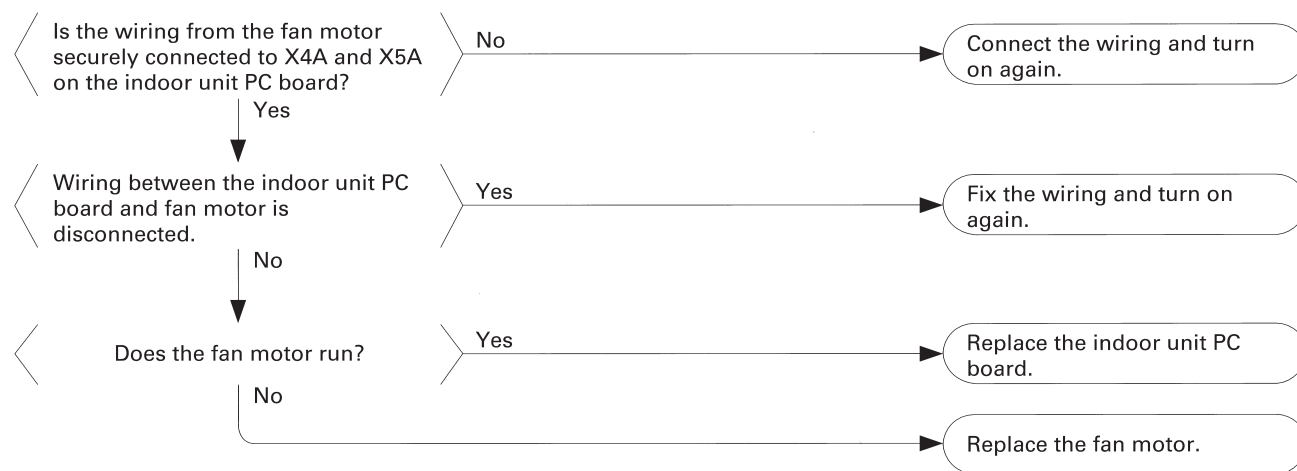 Is the wiring from the fan motor
securely connected to X4A and X5A
on the indoor unit PC board?
No
Connect the wiring and turn
on again.
Yes
Wiring between the indoor unit PC
board and fan motor is
disconnected.
Yes
Fix the wiring and turn on
again.
No
Does the fan motor run?
Yes
Replace the indoor unit PC
board.
No
Replace the fan motor.